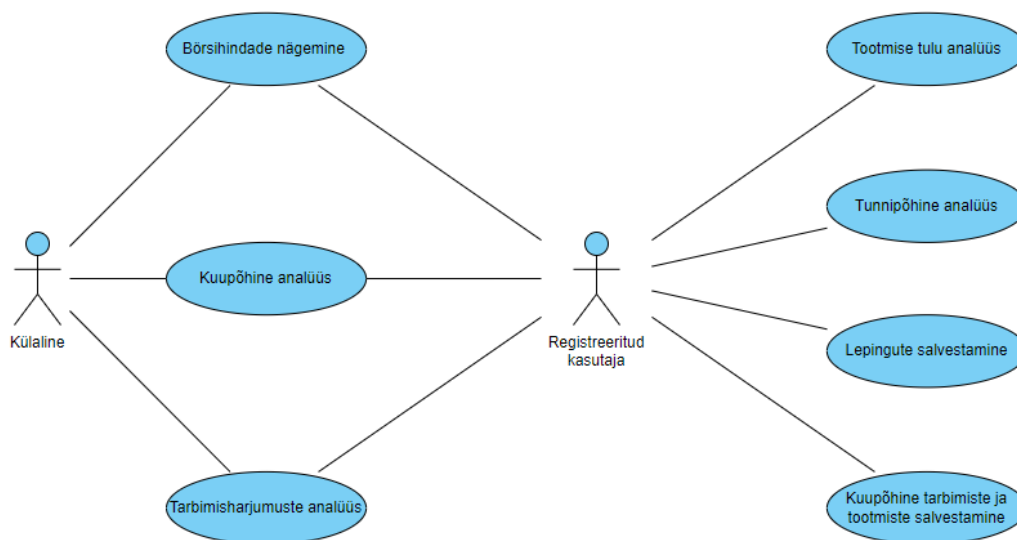 Börsihindade nägemine
Tootmise tulu analüüs
Tunnipõhine analüüs
Kuupõhine analüüs
Külaline
Registreeritud
kasutaja
Lepingute salvestamine
Tarbimisharjumuste analüüs
Kuupõhine tarbimiste ja
tootmiste salvestamine